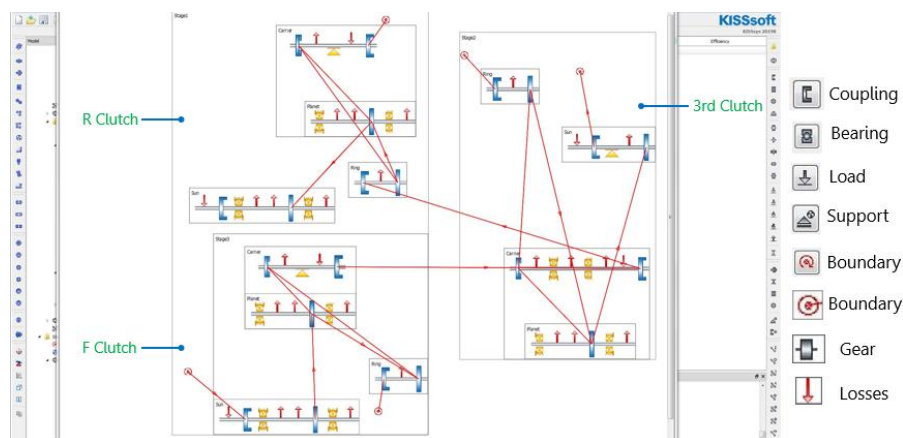 Model
Stage1
Carrier
Planet
Ring
Sun
R Clutch
Stage2
Ring
Sun
Carrier
Planet
3rd Clutch
Stage3
Carrier
Planet
Ring
Sun
F Clutch
KISSsoft
Efficiency
Coupling
Bearing
Load
Support
Boundary
Boundary
Gear
Losses